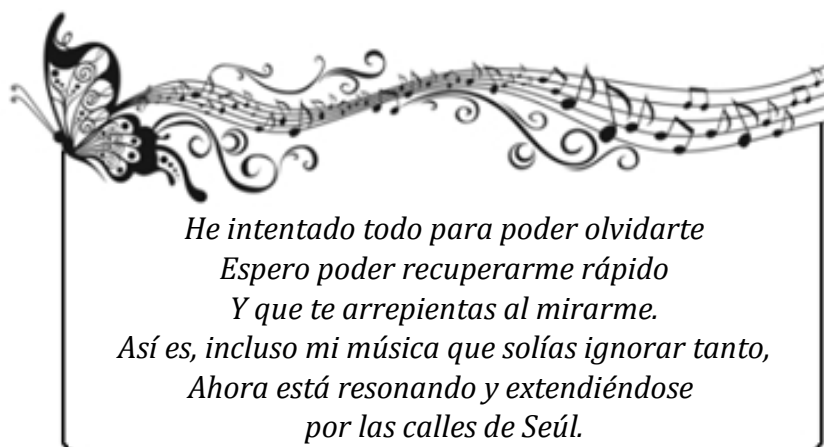 He intentado todo para poder olvidarte
Espero poder recuperarme rápido
Y que te arrepientas al mirarme.
Así es, incluso mi música que solías ignorar tanto,
Ahora está resonando y extendiéndose
por las calles de Seúl.